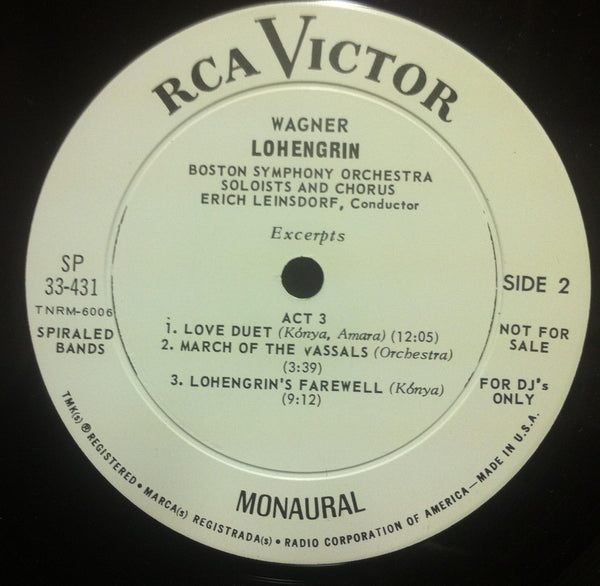 RCA VICTOR
WAGNER
LOHENGRIN
BOSTON SYMPHONY ORCHESTRA
SOLOISTS AND CHORUS
ERICH LEINSDORF, Conductor
Excerpts
SP
33-431
TNRM-6006
SPIRALED
BANDS
SIDE 2
NOT FOR
SALE
FOR DJ's
ONLY
ACT 3
1. LOVE DUET (Kónya, Amara) (12:05)
2. MARCH OF THE VASSALS (Orchestra)
(3:39)
3. LOHENGRIN'S FAREWELL (Kónya)
(9:12)
MONAURAL
TMK(s) ® REGISTERED • MARCA(s) REGISTRADA(s) • RADIO CORPORATION OF AMERICA—MADE IN U.S.A.